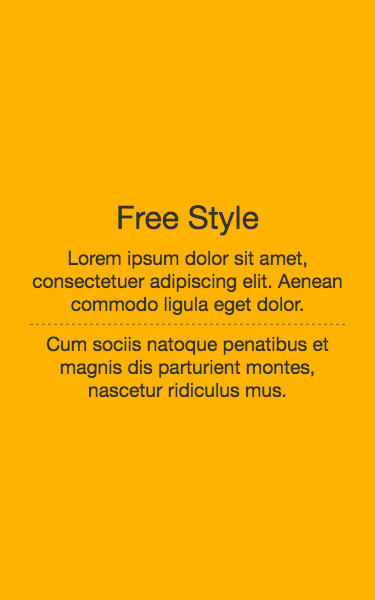 Free Style
Lorem ipsum dolor sit amet,
consectetuer adipiscing elit. Aenean
commodo ligula eget dolor.
Cum sociis natoque penatibus et
magnis dis parturient montes,
nascetur ridiculus mus.